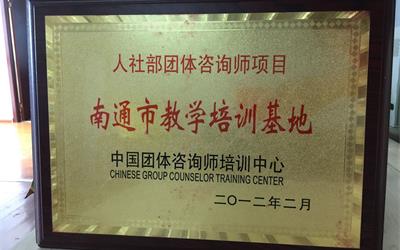 人社部团体咨询师项目
南通市教学培训基地
中国团体咨询师培训中心
CHINESE GROUP COUNSELOR TRAINING CENTER
二〇一二年二月